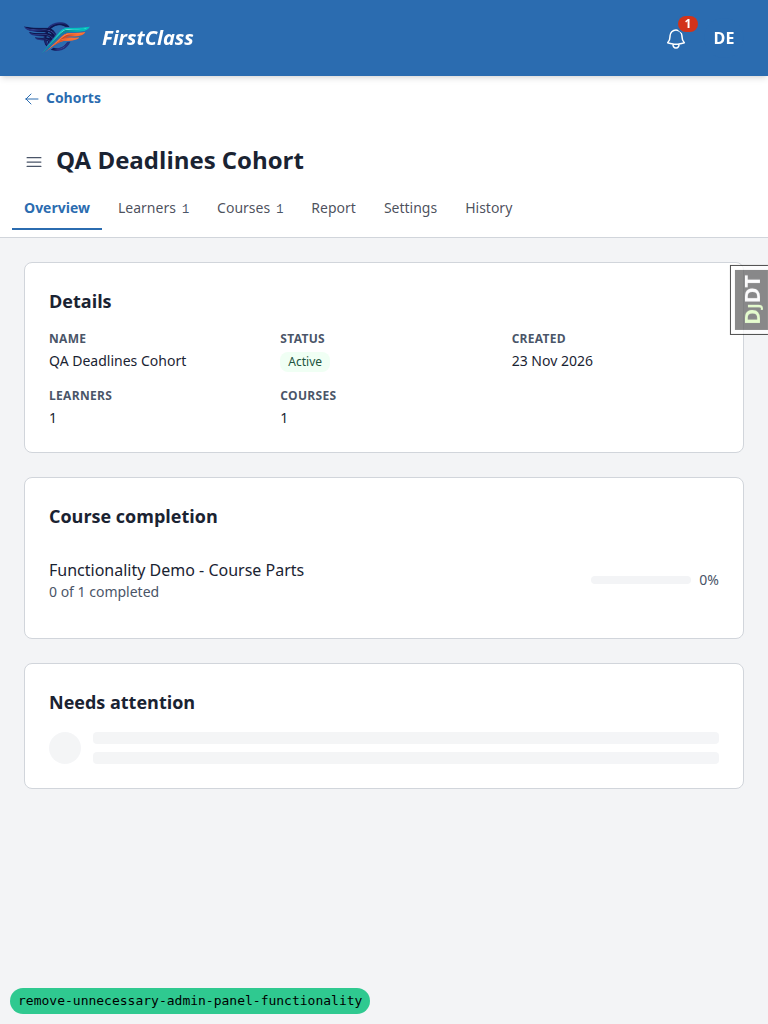 FirstClass
1
DE
Cohorts
QA Deadlines Cohort
Overview
Learners 1
Courses 1
Report
Settings
History
DJDT
Details
NAME
STATUS
CREATED
QA Deadlines Cohort
Active
23 Nov 2026
LEARNERS
COURSES
1
1
Course completion
Functionality Demo - Course Parts
0 of 1 completed
0%
Needs attention
remove-unnecessary-admin-panel-functionality